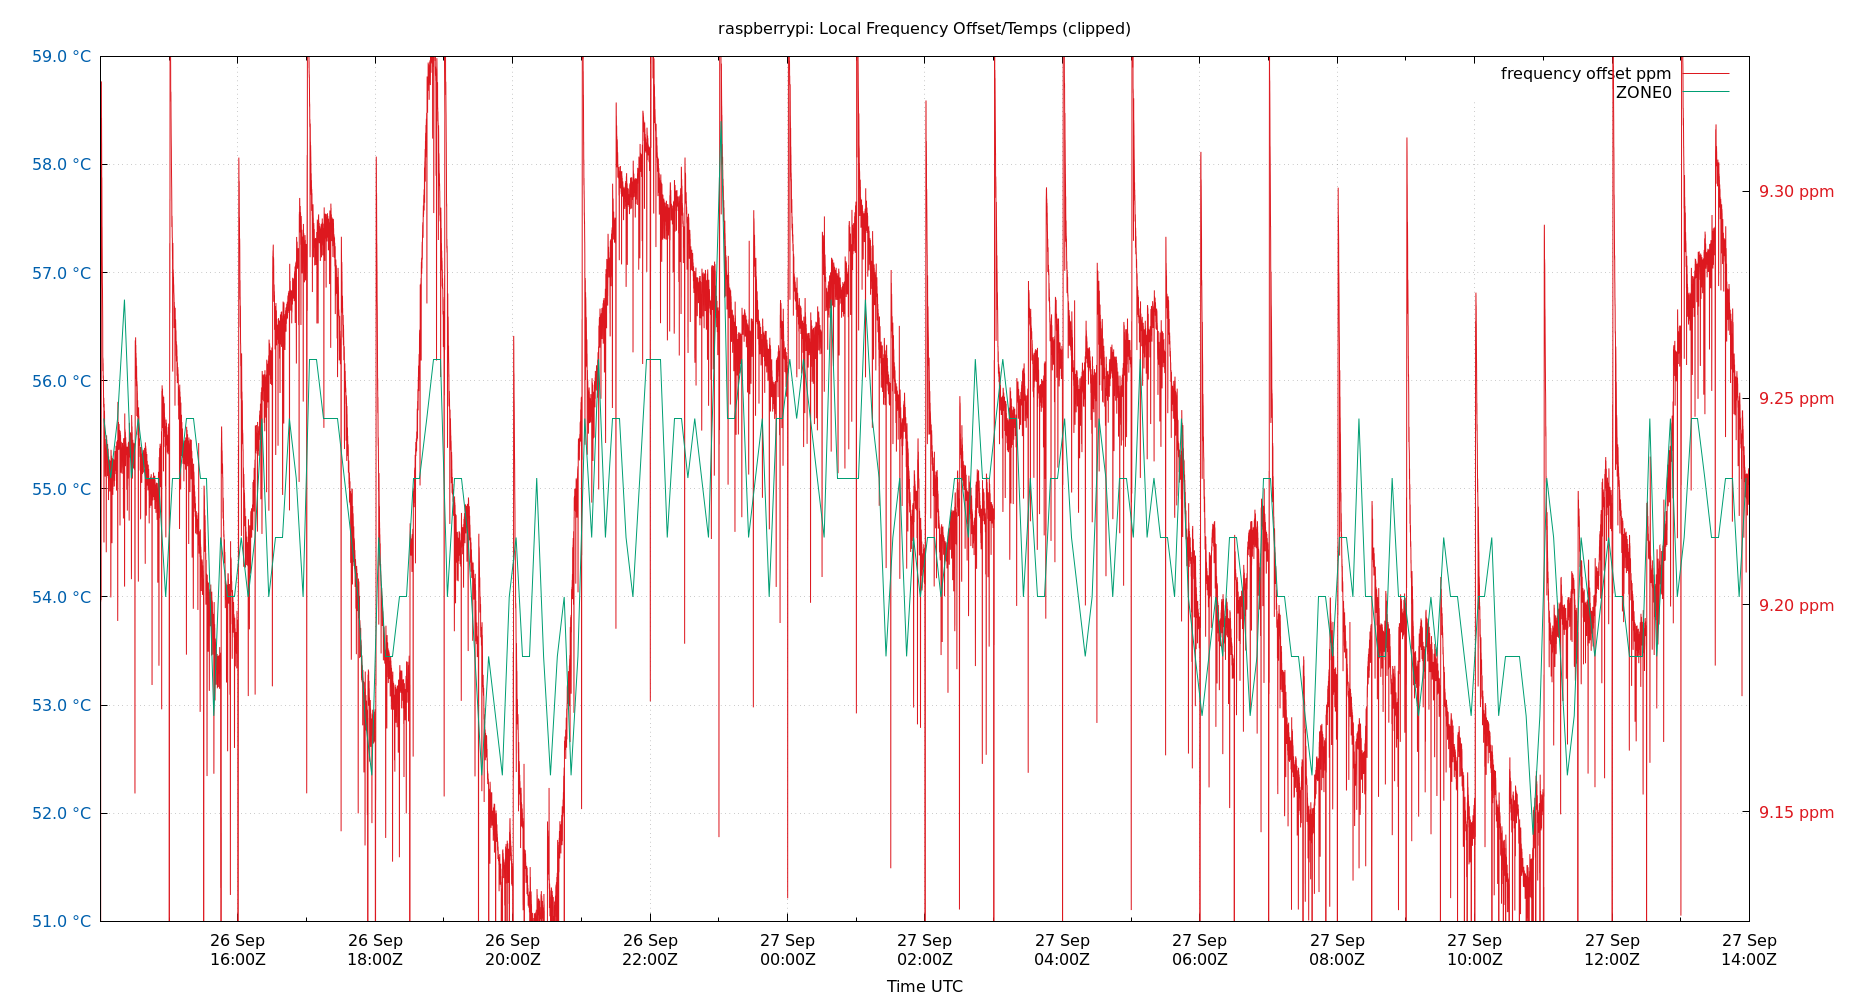 raspberrypi: Local Frequency Offset/Temps (clipped)
59.0 °C
58.0 °C
57.0 °C
56.0 °C
55.0 °C
54.0 °C
53.0 °C
52.0 °C
51.0 °C
frequency offset ppm
ZONE0
9.30 ppm
9.25 ppm
9.20 ppm
9.15 ppm
26 Sep 26 Sep 26 Sep 26 Sep 27 Sep 27 Sep 27 Sep 27 Sep 27 Sep 27 Sep 27 Sep 27 Sep
16:00Z 18:00Z 20:00Z 22:00Z 00:00Z 02:00Z 04:00Z 06:00Z 08:00Z 10:00Z 12:00Z 14:00Z
Time UTC